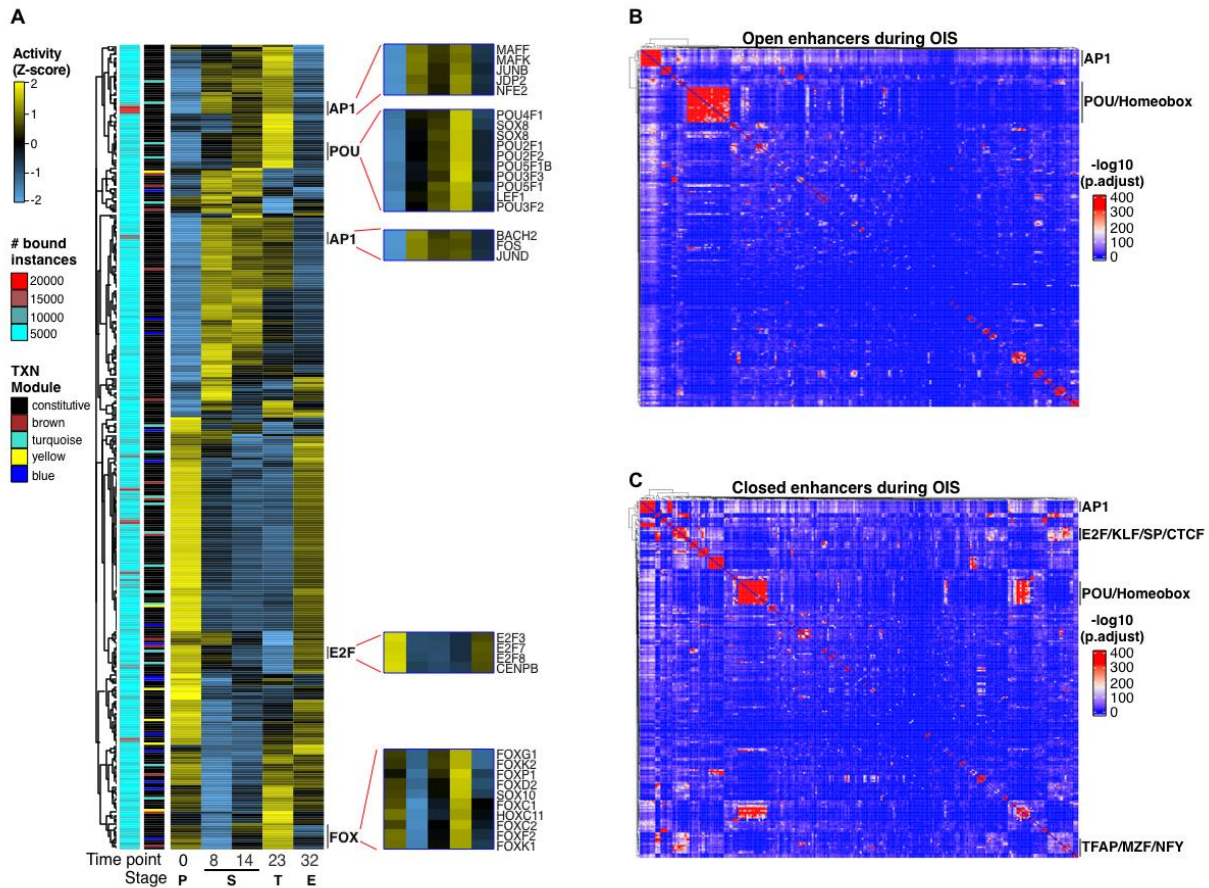 A
Activity
(Z-score)
2
1
0
-1
-2
# bound
instances
20000
15000
10000
5000
TXN
Module
constitutive
brown
turquoise
yellow
blue
AP1
POU
AP1
E2F
FOX
MAFF
MAFK
JUNB
JDP2
NFE2
POU4F1
SOX8
SOX8
POU2F1
POU2F2
POU5F1B
POU3F3
POU5F1
LEF1
POU3F2
BACH2
FOS
JUND
E2F3
E2F7
E2F8
CENPB
FOXG1
FOXK2
FOXP1
FOXD2
SOX10
FOXC1
HOXC11
FOXC2
FOXF2
FOXK1
Time point 0 8 14 23 32
Stage P S T E
B
Open enhancers during OIS
AP1
POU/Homeobox
-log10
(p.adjust)
400
300
200
100
0
C
Closed enhancers during OIS
AP1
E2F/KLF/SP/CTCF
POU/Homeobox
-log10
(p.adjust)
400
300
200
100
0
TFAP/MZF/NFY